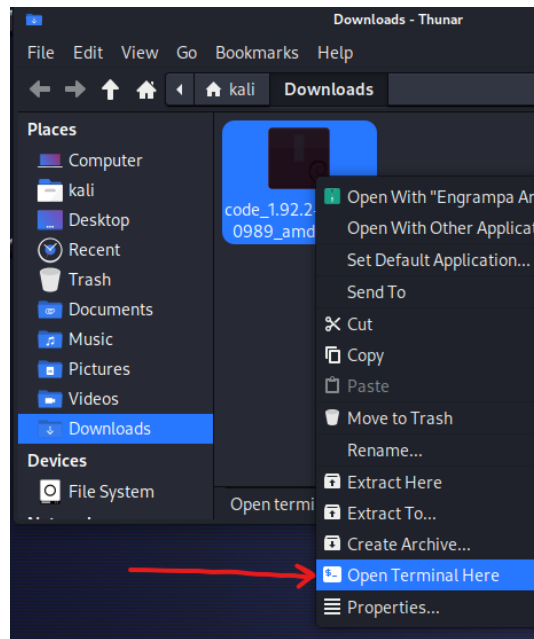 Downloads - Thunar
File Edit View Go Bookmarks Help
kali Downloads
Places
Computer
kali
Desktop
Recent
Trash
Documents
Music
Pictures
Videos
Downloads
Devices
File System
code_1.92.2-
0989_amd
Open With "Engrampa Ar
Open With Other Applicat
Set Default Application...
Send To
Cut
Copy
Paste
Move to Trash
Rename...
Extract Here
Extract To...
Create Archive...
Open Terminal Here
Properties...
Open termi